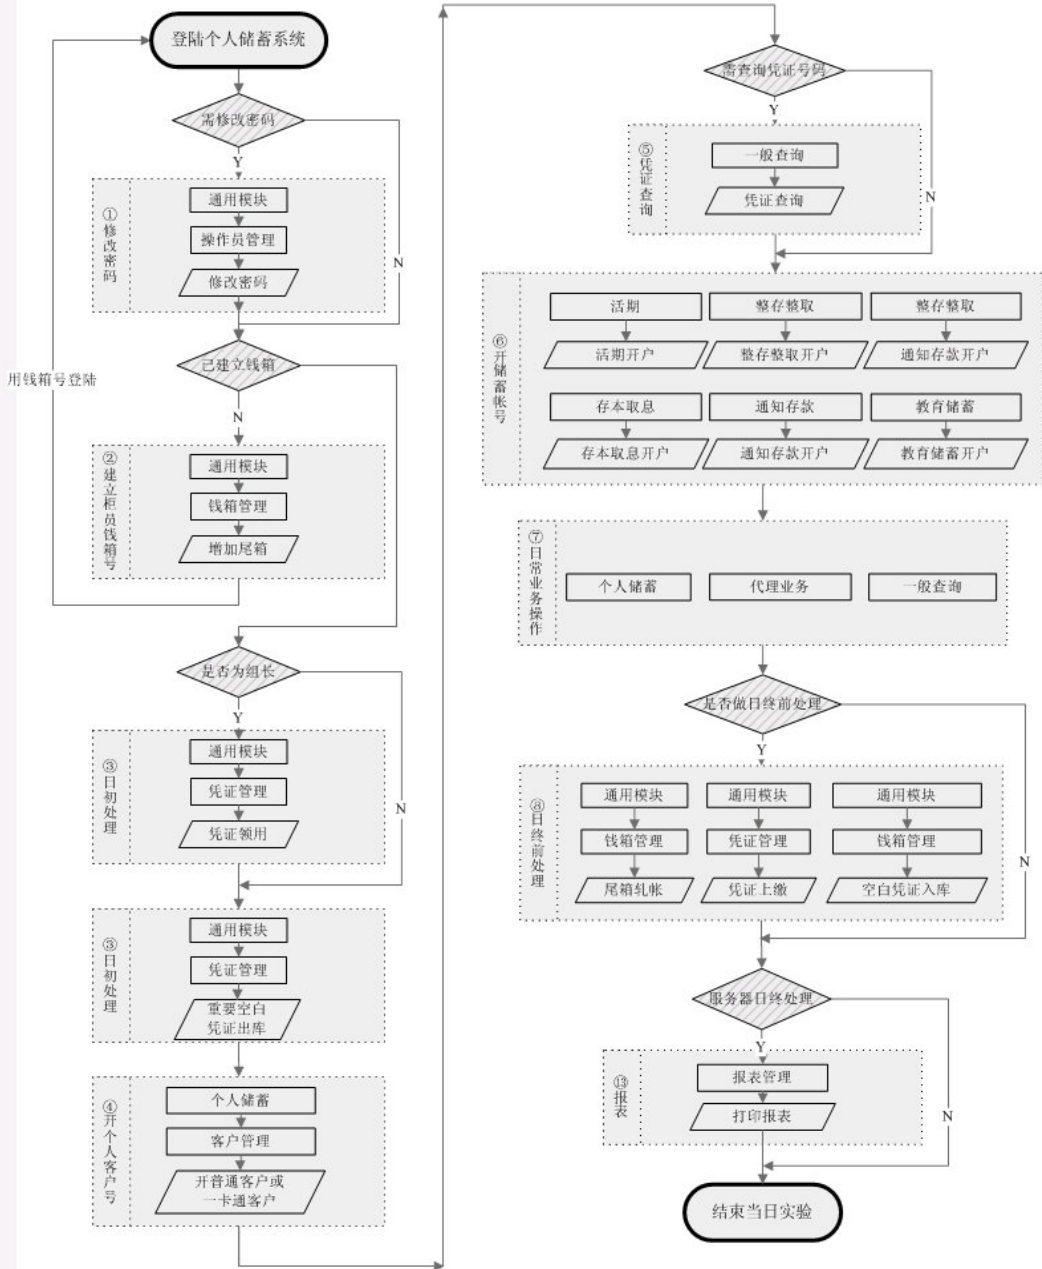 登陆个人储蓄系统
需修改密码
Y
N
①修改密码
通用模块
操作员管理
修改密码
已建立钱箱
用钱箱号登陆
N
②建立柜员钱箱号
通用模块
钱箱管理
增加尾箱
是否为组长
Y
N
③日初处理
通用模块
凭证管理
凭证领用
③日初处理
通用模块
凭证管理
重要空白
凭证出库
④开个人客户号
个人储蓄
客户管理
开普通客户或
一卡通客户
需查询凭证号码
Y
N
⑤凭证查询
一般查询
凭证查询
⑥开储蓄帐号
活期
整存整取
整存整取
活期开户
整存整取开户
通知存款开户
存本取息
通知存款
教育储蓄
存本取息开户
通知存款开户
教育储蓄开户
⑦日常业务操作
个人储蓄
代理业务
一般查询
是否做日终前处理
Y
N
⑧日终前处理
通用模块
通用模块
通用模块
钱箱管理
凭证管理
钱箱管理
尾箱轧帐
凭证上缴
空白凭证入库
服务器日终处理
Y
N
⑬报表
报表管理
打印报表
结束当日实验